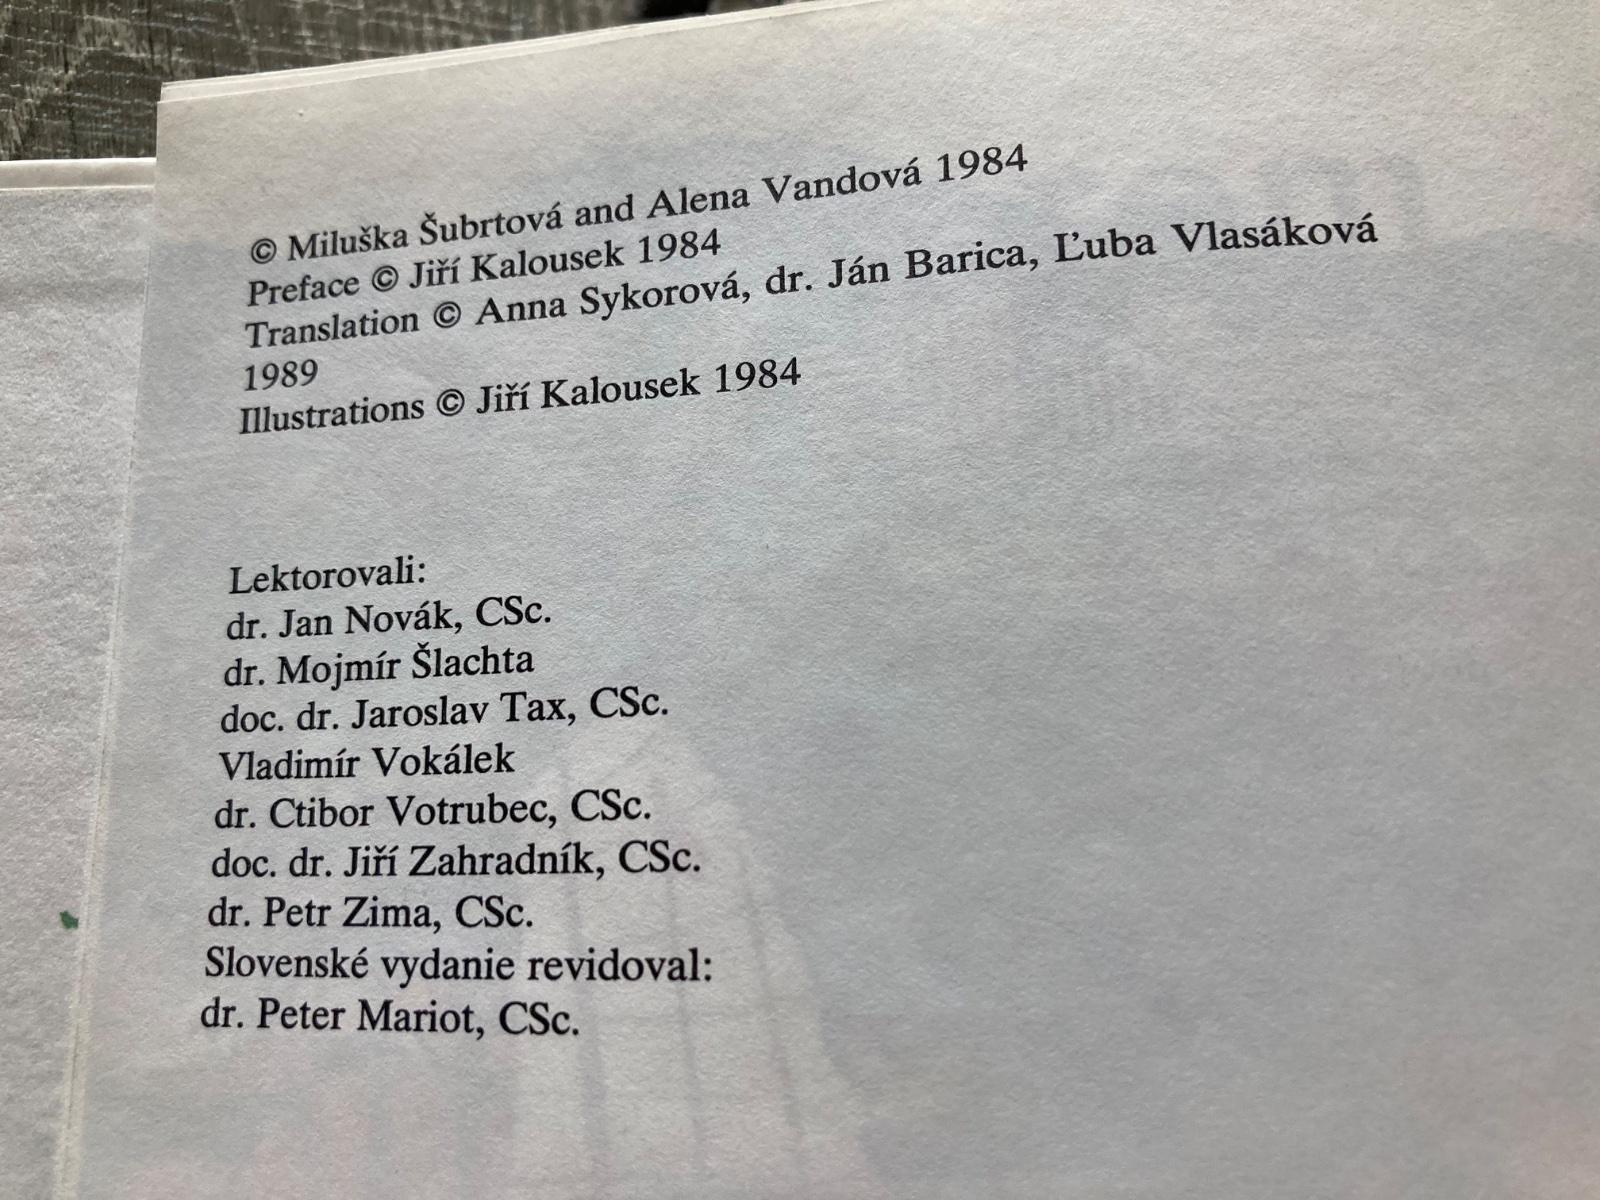 © Miluška Šubrtová and Alena Vandová 1984
Preface © Jiří Kalousek 1984
Translation © Anna Sykorová, dr. Ján Barica, Ľuba Vlasáková
1989
Illustrations © Jiří Kalousek 1984
Lektorovali:
dr. Jan Novák, CSc.
dr. Mojmír Šlachta
doc. dr. Jaroslav Tax, CSc.
Vladimír Vokálek
dr. Ctibor Votrubec, CSc.
doc. dr. Jiří Zahradník, CSc.
dr. Petr Zima, CSc.
Slovenské vydanie revidoval:
dr. Peter Mariot, CSc.